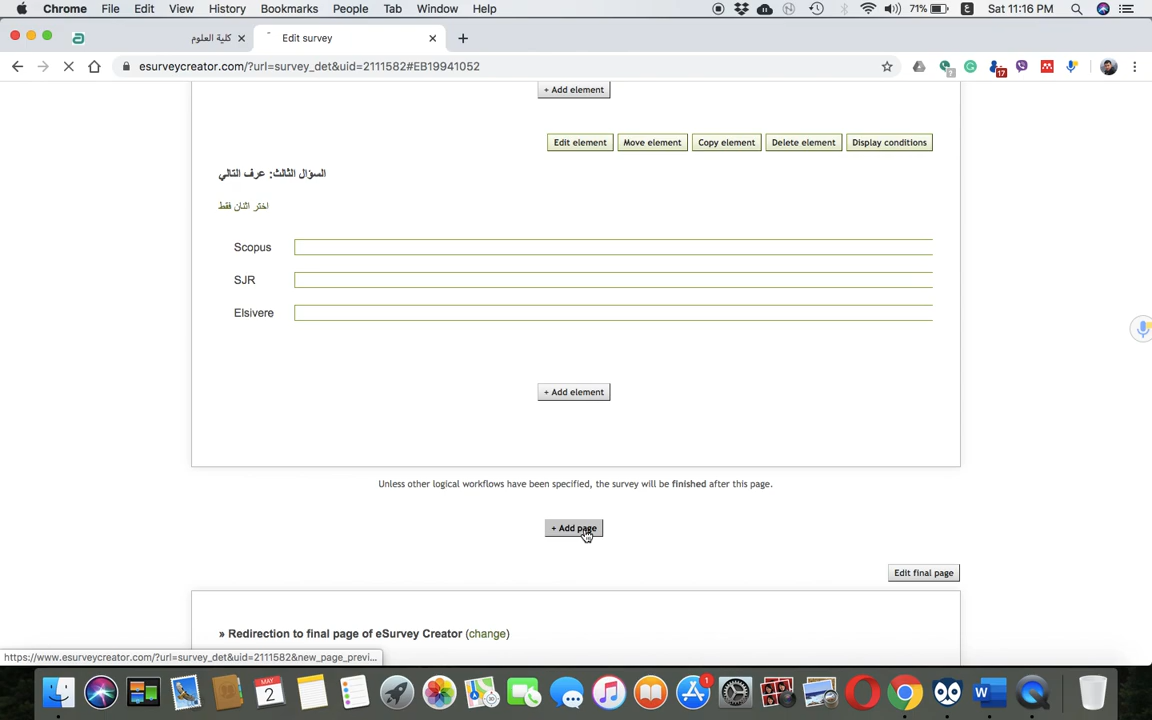 Chrome File Edit View History Bookmarks People Tab Window Help 71% ع Sat 11:16 PM
كلية العلوم
Edit survey
esurveycreator.com/?url=survey_det&uid=2111582#EB19941052
7
17
+ Add element
Edit element Move element Copy element Delete element Display conditions
السؤال الثالث: عرف التالي
اختر اثنان فقط
Scopus
SJR
Elsivere
+ Add element
Unless other logical workflows have been specified, the survey will be finished after this page.
+ Add page
Edit final page
» Redirection to final page of eSurvey Creator (change)
https://www.esurveycreator.com/?url=survey_det&uid=2111582&new_page_previ...
2
1